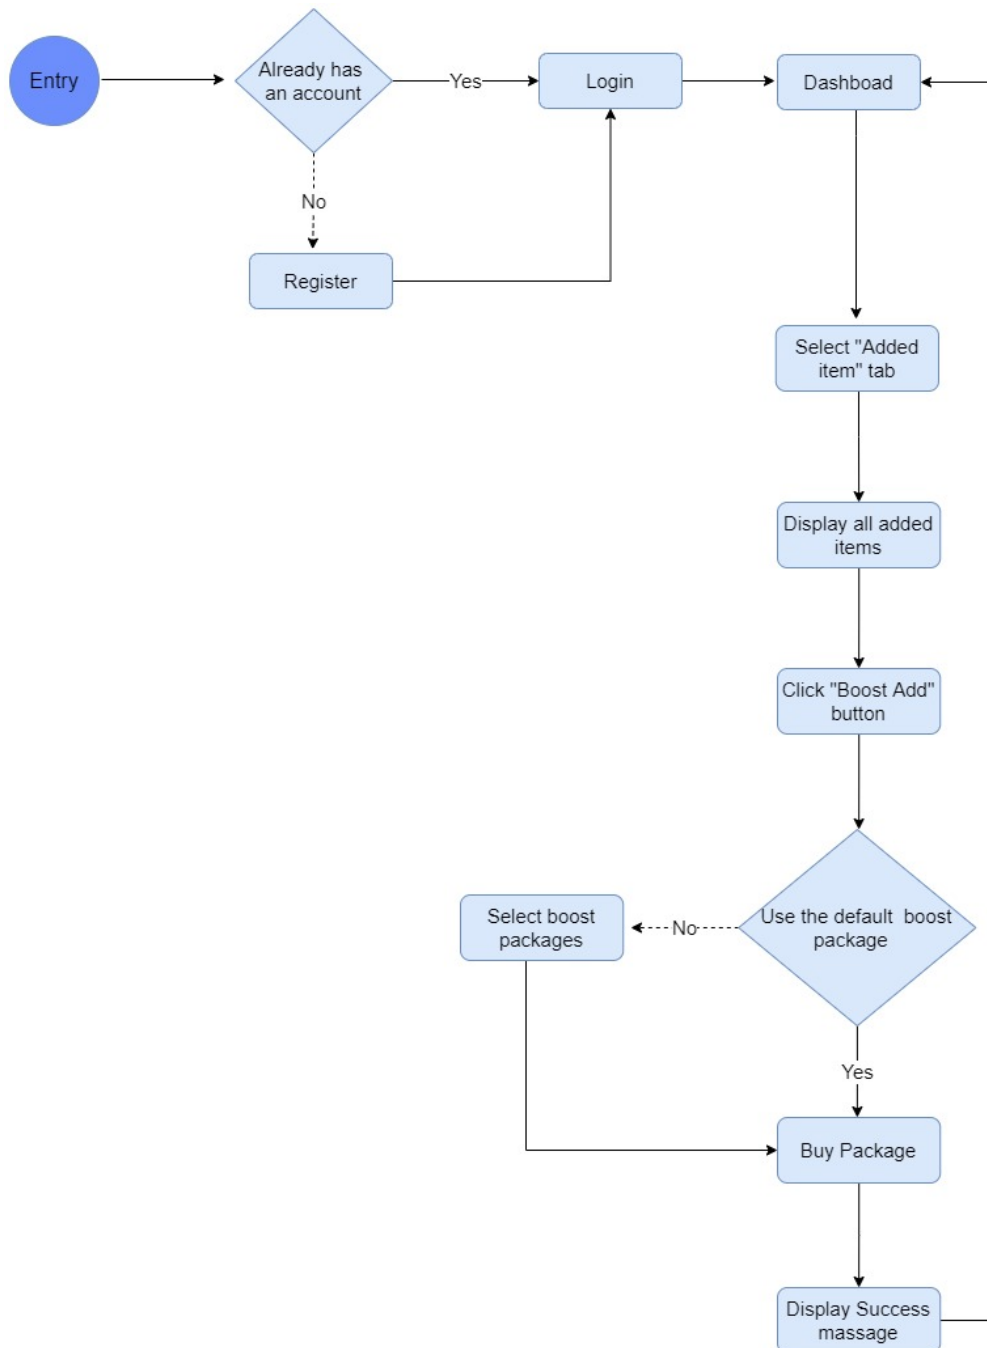 Entry
Already has
an account
Yes
Login
Dashboad
No
Register
Select "Added
item" tab
Display all added
items
Click "Boost Add"
button
Use the default boost
package
No
Select boost
packages
Yes
Buy Package
Display Success
massage